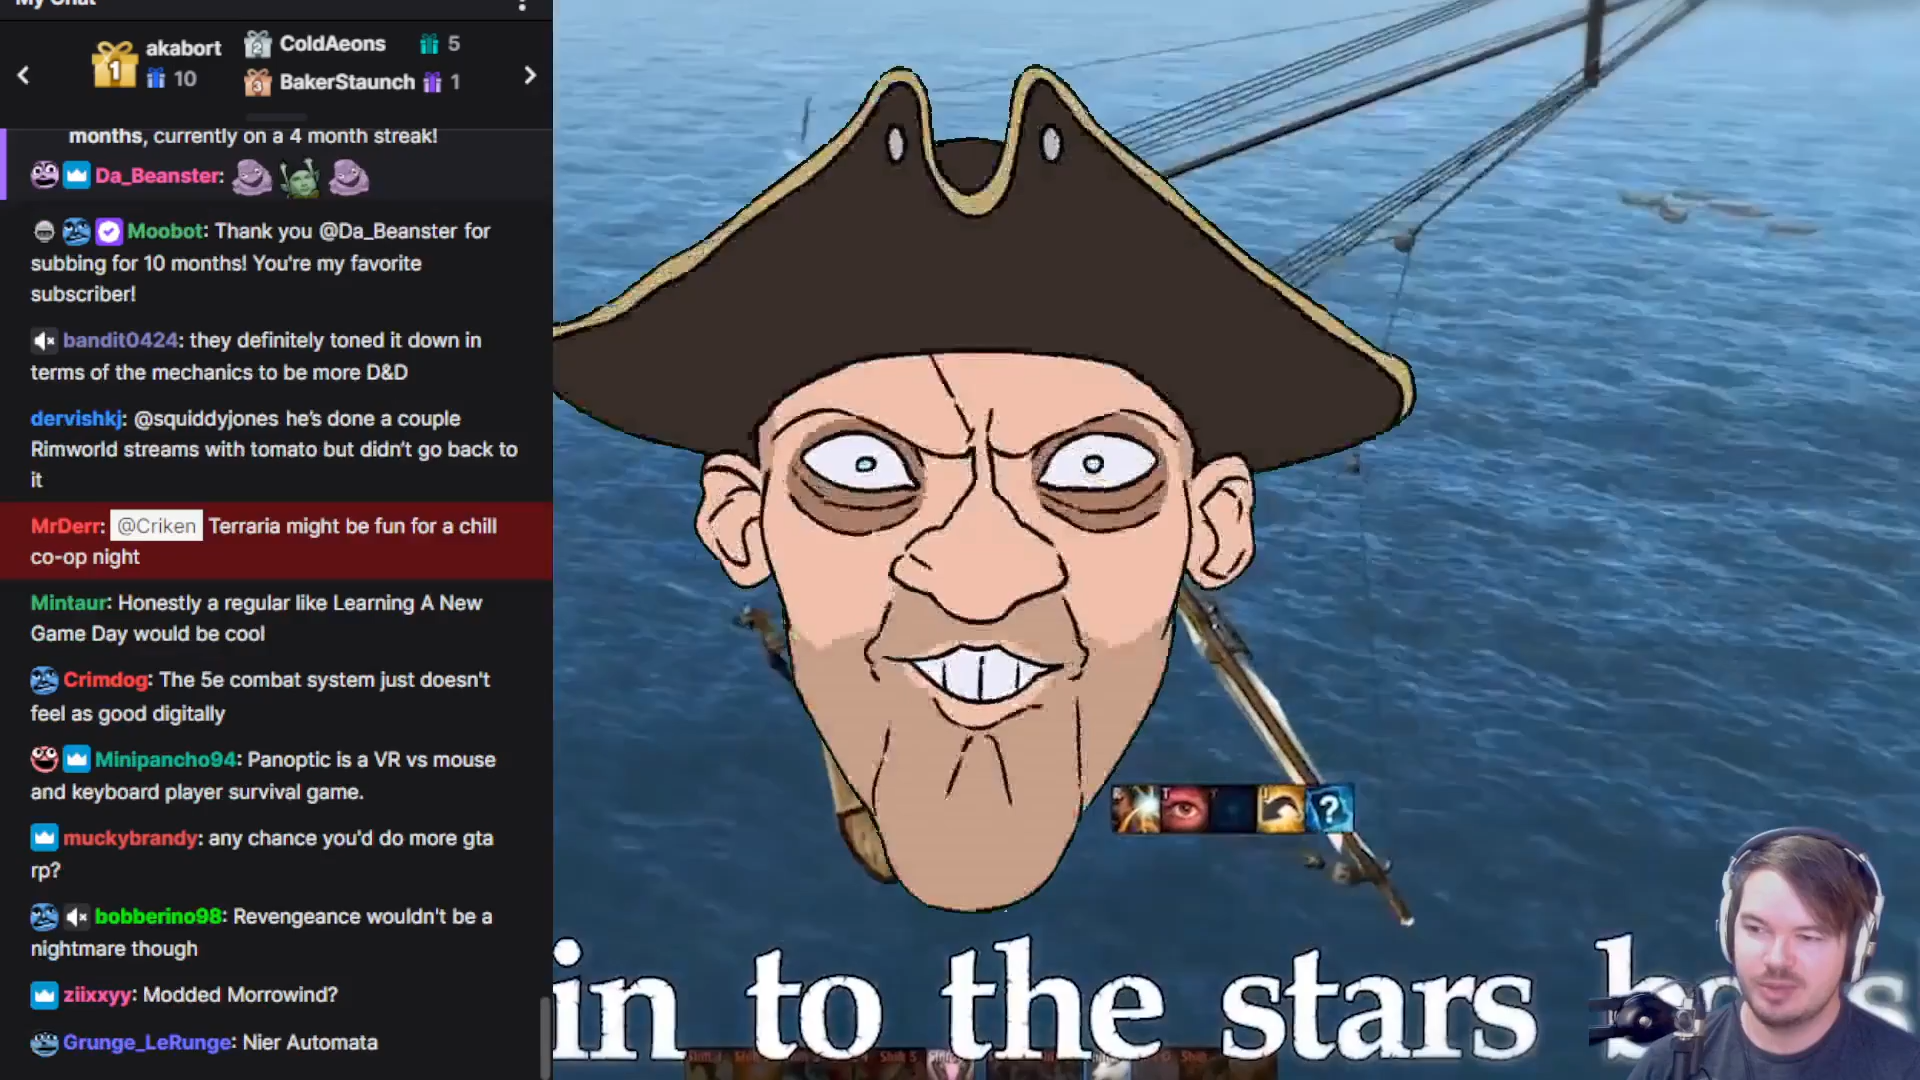 My Chat
akabort
10
ColdAeons 5
BakerStaunch 1
months, currently on a 4 month streak!
Da_Beanster:
Moobot: Thank you @Da_Beanster for
subbing for 10 months! You're my favorite
subscriber!
bandit0424: they definitely toned it down in
terms of the mechanics to be more D&D
dervishkj: @squiddyjones he's done a couple
Rimworld streams with tomato but didn't go back to
it
MrDerr: @Criken Terraria might be fun for a chill
co-op night
Mintaur: Honestly a regular like Learning A New
Game Day would be cool
Crimdog: The 5e combat system just doesn't
feel as good digitally
Minipancho94: Panoptic is a VR vs mouse
and keyboard player survival game.
muckybrandy: any chance you'd do more gta
rp?
bobberino98: Revengeance wouldn't be a
nightmare though
ziixxyy: Modded Morrowind?
Grunge_LeRunge: Nier Automata
in to the stars